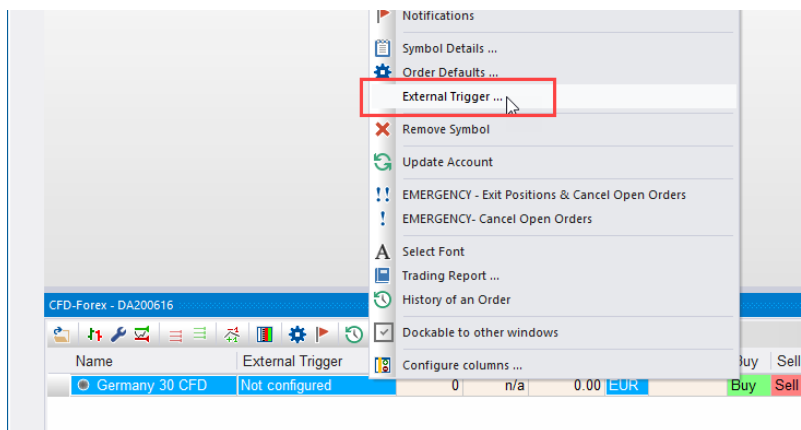 Notifications
Symbol Details ...
Order Defaults ...
External Trigger ...
Remove Symbol
Update Account
!! EMERGENCY - Exit Positions & Cancel Open Orders
! EMERGENCY- Cancel Open Orders
A Select Font
Trading Report ...
History of an Order
Dockable to other windows
Configure columns ...
CFD-Forex - DA200616
Name External Trigger Buy Sell
Germany 30 CFD Not configured 0 n/a 0.00 EUR Buy Sell